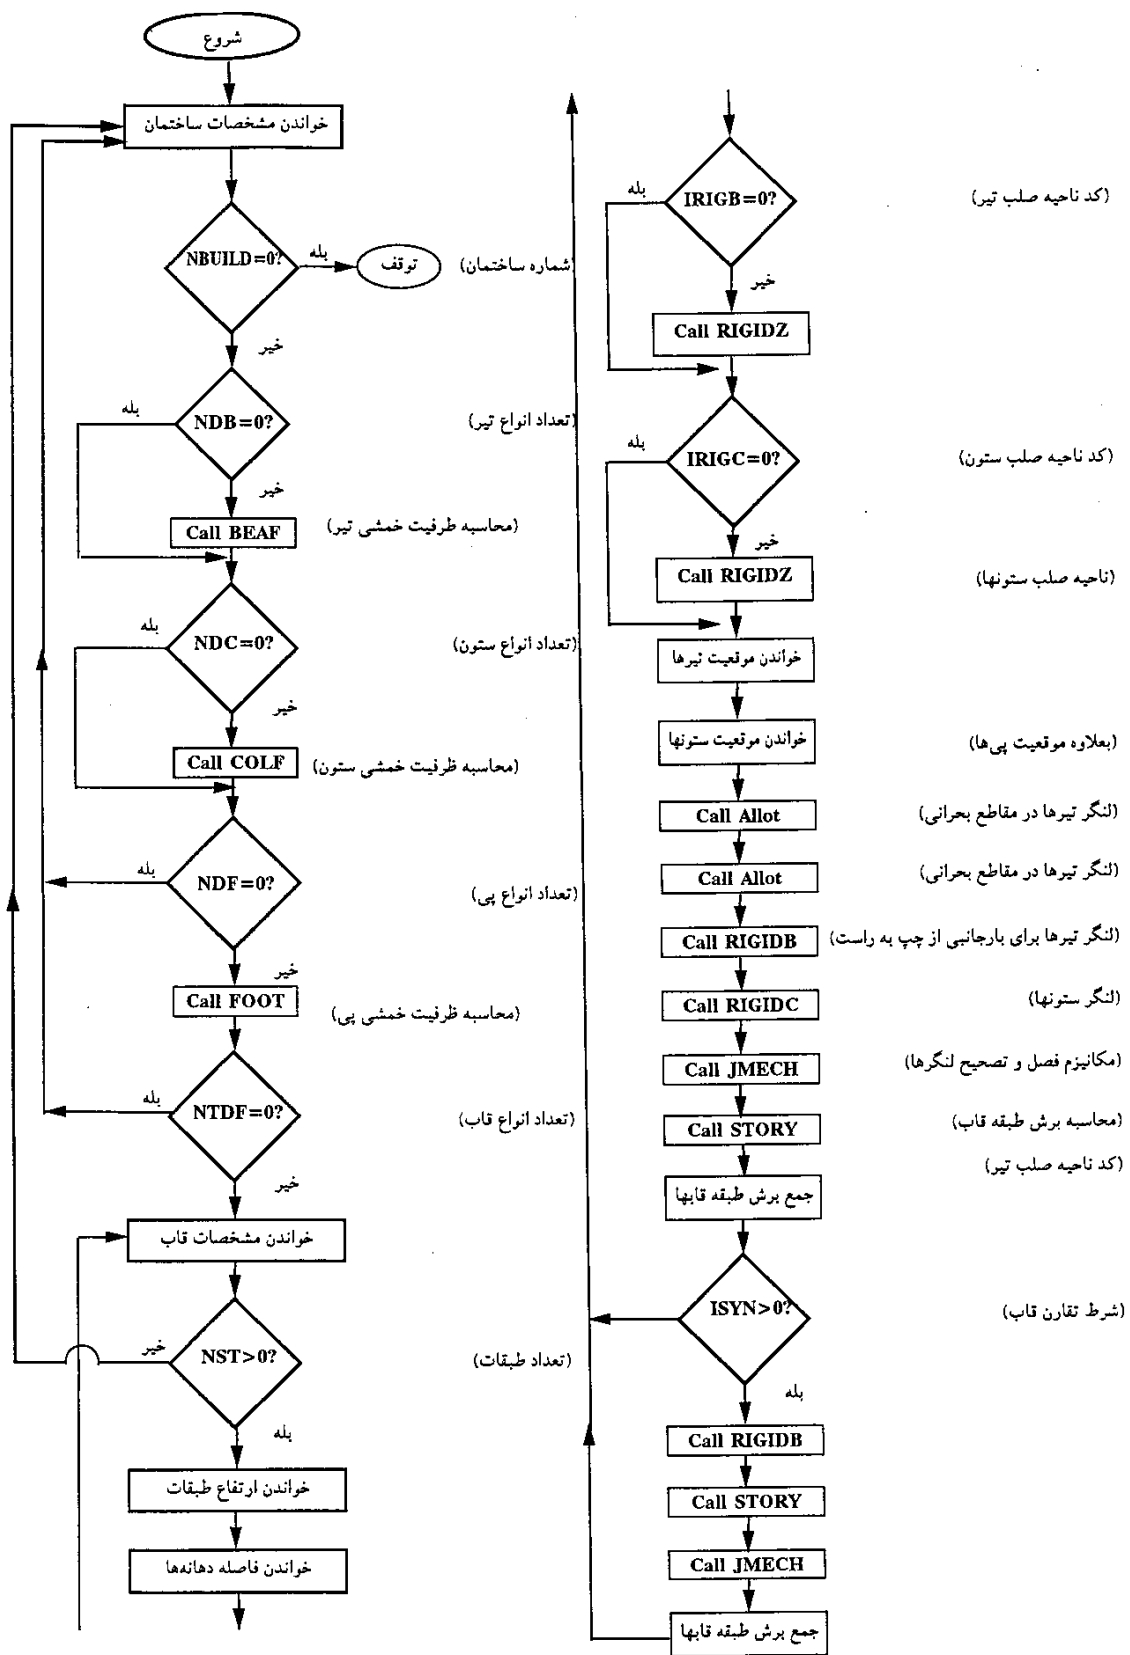 شروع
خواندن مشخصات ساختمان
NBUILD=0?
بله
توقف
(شماره ساختمان)
خیر
NDB=0?
بله
(تعداد انواع تیر)
خیر
Call BEAF
(محاسبه ظرفیت خمشی تیر)
NDC=0?
بله
(تعداد انواع ستون)
خیر
Call COLF
(محاسبه ظرفیت خمشی ستون)
NDF=0?
بله
(تعداد انواع پی)
خیر
Call FOOT
(محاسبه ظرفیت خمشی پی)
NTDF=0?
بله
(تعداد انواع قاب)
خیر
خواندن مشخصات قاب
NST>0?
خیر
(تعداد طبقات)
بله
خواندن ارتفاع طبقات
خواندن فاصله دهانه‌ها
IRIGB=0?
بله
(کد ناحیه صلب تیر)
خیر
Call RIGIDZ
IRIGC=0?
بله
(کد ناحیه صلب ستون)
خیر
Call RIGIDZ
(ناحیه صلب ستونها)
خواندن موقعیت تیرها
خواندن موقعیت ستونها
(بعلاوه موقعیت پی‌ها)
Call Allot
(لنگر تیرها در مقاطع بحرانی)
Call Allot
(لنگر تیرها در مقاطع بحرانی)
Call RIGIDB
(لنگر تیرها برای بارجانبی از چپ به راست)
Call RIGIDC
(لنگر ستونها)
Call JMECH
(مکانیزم فصل و تصحیح لنگرها)
Call STORY
(محاسبه برش طبقه قاب)
(کد ناحیه صلب تیر)
جمع برش طبقه قابها
ISYN>0?
(شرط تقارن قاب)
بله
Call RIGIDB
Call STORY
Call JMECH
جمع برش طبقه قابها